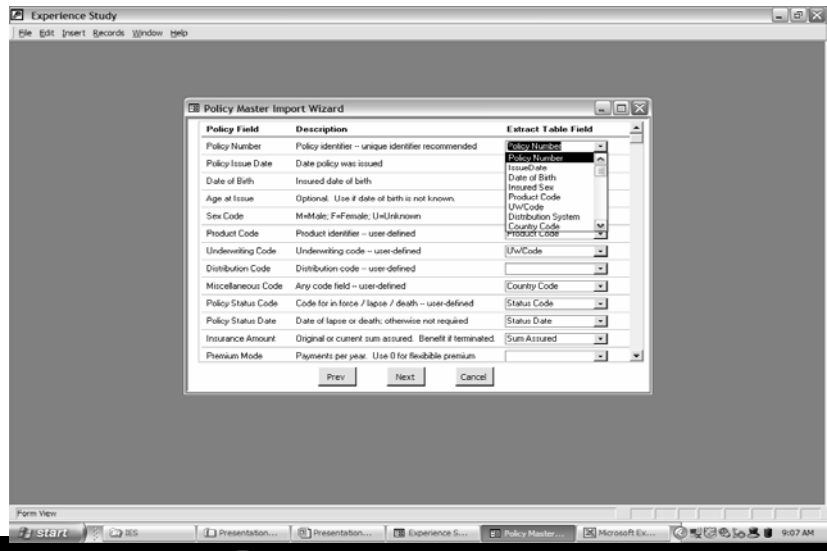 Experience Study
File Edit Insert Records Window Help
Policy Master Import Wizard
Policy Field Description Extract Table Field
Policy Number Policy identifier -- unique identifier recommended Policy Number
Policy Number
Policy Issue Date Date policy was issued IssueDate
Date of Birth Insured date of birth Date of Birth
Insured Sex
Age at Issue Optional. Use if date of birth is not known. Product Code
UWCode
Sex Code M=Male; F=Female; U=Unknown Distribution System
Country Code
Product Code Product identifier -- user-defined Product Code
Underwriting Code Underwriting code -- user-defined UWCode
Distribution Code Distribution code -- user-defined
Miscellaneous Code Any code field -- user-defined Country Code
Policy Status Code Code for in force / lapse / death -- user-defined Status Code
Policy Status Date Date of lapse or death; otherwise not required Status Date
Insurance Amount Original or current sum assured. Benefit if terminated. Sum Assured
Premium Mode Payments per year. Use 0 for flexibible premium
Prev Next Cancel
Form View
start IES Presentation... Presentation... Experience S... Policy Master... Microsoft Ex... 9:07 AM